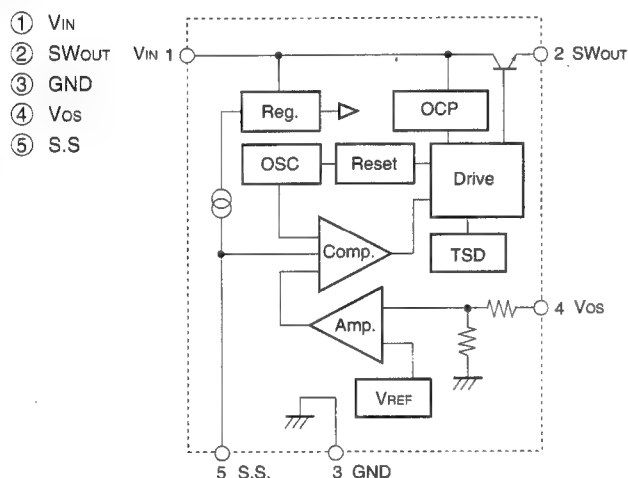 ① VIN
② SWOUT
③ GND
④ VOS
⑤ S.S
VIN 1
2 SWOUT
Reg.
OCP
OSC
Reset
Drive
Comp.
TSD
Amp.
4 VOS
VREF
5 S.S.
3 GND